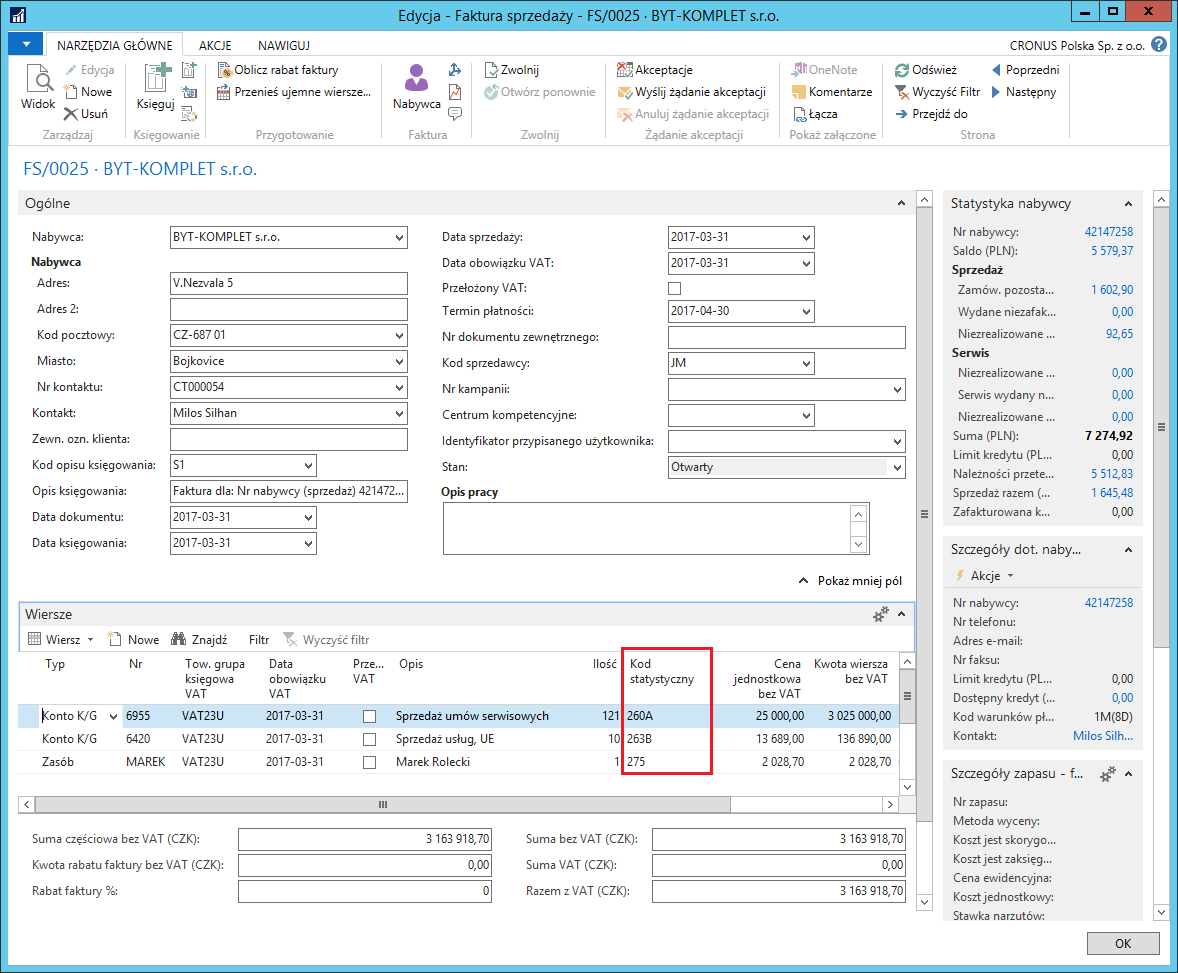 Edycja - Faktura sprzedaży - FS/0025 · BYT-KOMPLET s.r.o.
NARZĘDZIA GŁÓWNE AKCJE NAWIGUJ CRONUS Polska Sp. z o.o.
Widok
Edycja
Nowe
Usuń
Zarządzaj
Księguj
Księgowanie
Oblicz rabat faktury
Przenieś ujemne wiersze...
Przygotowanie
Nabywca
Faktura
Zwolnij
Otwórz ponownie
Zwolnij
Akceptacje
Wyślij żądanie akceptacji
Anuluj żądanie akceptacji
Żądanie akceptacji
OneNote
Komentarze
Łącza
Pokaż załączone
Odśwież
Wyczyść Filtr
Przejdź do
Poprzedni
Następny
Strona
FS/0025 · BYT-KOMPLET s.r.o.
Ogólne
Nabywca: BYT-KOMPLET s.r.o.
Nabywca
Adres: V.Nezvala 5
Adres 2:
Kod pocztowy: CZ-687 01
Miasto: Bojkovice
Nr kontaktu: CT000054
Kontakt: Milos Silhan
Zewn. ozn. klienta:
Kod opisu księgowania: S1
Opis księgowania: Faktura dla: Nr nabywcy (sprzedaż) 421472...
Data dokumentu: 2017-03-31
Data księgowania: 2017-03-31
Data sprzedaży: 2017-03-31
Data obowiązku VAT: 2017-03-31
Przełożony VAT:
Termin płatności: 2017-04-30
Nr dokumentu zewnętrznego:
Kod sprzedawcy: JM
Nr kampanii:
Centrum kompetencyjne:
Identyfikator przypisanego użytkownika:
Stan: Otwarty
Opis pracy
Pokaż mniej pól
Wiersze
Wiersz Nowe Znajdź Filtr Wyczyść filtr
Typ Nr Tow. grupa księgowa VAT Data obowiązku VAT Prze... VAT Opis Ilość Kod statystyczny Cena jednostkowa bez VAT Kwota wiersza bez VAT
Konto K/G 6955 VAT23U 2017-03-31 Sprzedaż umów serwisowych 121 260A 25 000,00 3 025 000,00
Konto K/G 6420 VAT23U 2017-03-31 Sprzedaż usług, UE 10 263B 13 689,00 136 890,00
Zasób MAREK VAT23U 2017-03-31 Marek Rolecki 1 275 2 028,70 2 028,70
Suma częściowa bez VAT (CZK): 3 163 918,70
Kwota rabatu faktury bez VAT (CZK): 0,00
Rabat faktury %: 0
Suma bez VAT (CZK): 3 163 918,70
Suma VAT (CZK): 0,00
Razem z VAT (CZK): 3 163 918,70
Statystyka nabywcy
Nr nabywcy: 42147258
Saldo (PLN): 5 579,37
Sprzedaż
Zamów. pozosta... 1 602,90
Wydane niezafak... 0,00
Niezrealizowane ... 92,65
Serwis
Niezrealizowane ... 0,00
Serwis wydany n... 0,00
Niezrealizowane ... 0,00
Suma (PLN): 7 274,92
Limit kredytu (PL... 0,00
Należności przete... 5 512,83
Sprzedaż razem (... 1 645,48
Zafakturowana k... 0,00
Szczegóły dot. naby...
Akcje
Nr nabywcy: 42147258
Nr telefonu:
Adres e-mail:
Nr faksu:
Limit kredytu (PL... 0,00
Dostępny kredyt (... 0,00
Kod warunków pł... 1M(8D)
Kontakt: Milos Silh...
Szczegóły zapasu - f...
Nr zapasu:
Metoda wyceny:
Koszt jest skorygo...
Koszt jest zaksięg...
Cena ewidencyjna:
Koszt jednostkowy:
Stawka narzutów:
OK